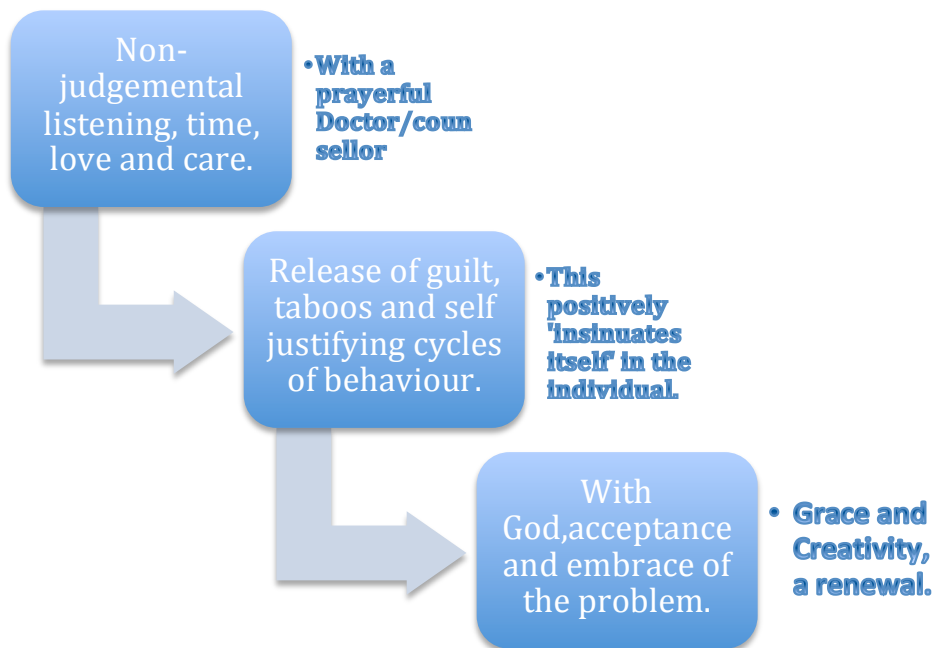 Non-
judgemental
listening, time,
love and care.
•With a
prayerful
Doctor/coun
sellor
Release of guilt,
taboos and self
justifying cycles
of behaviour.
•This
positively
'insinuates
itself' in the
individual.
With
God,acceptance
and embrace of
the problem.
• Grace and
Creativity,
a renewal.